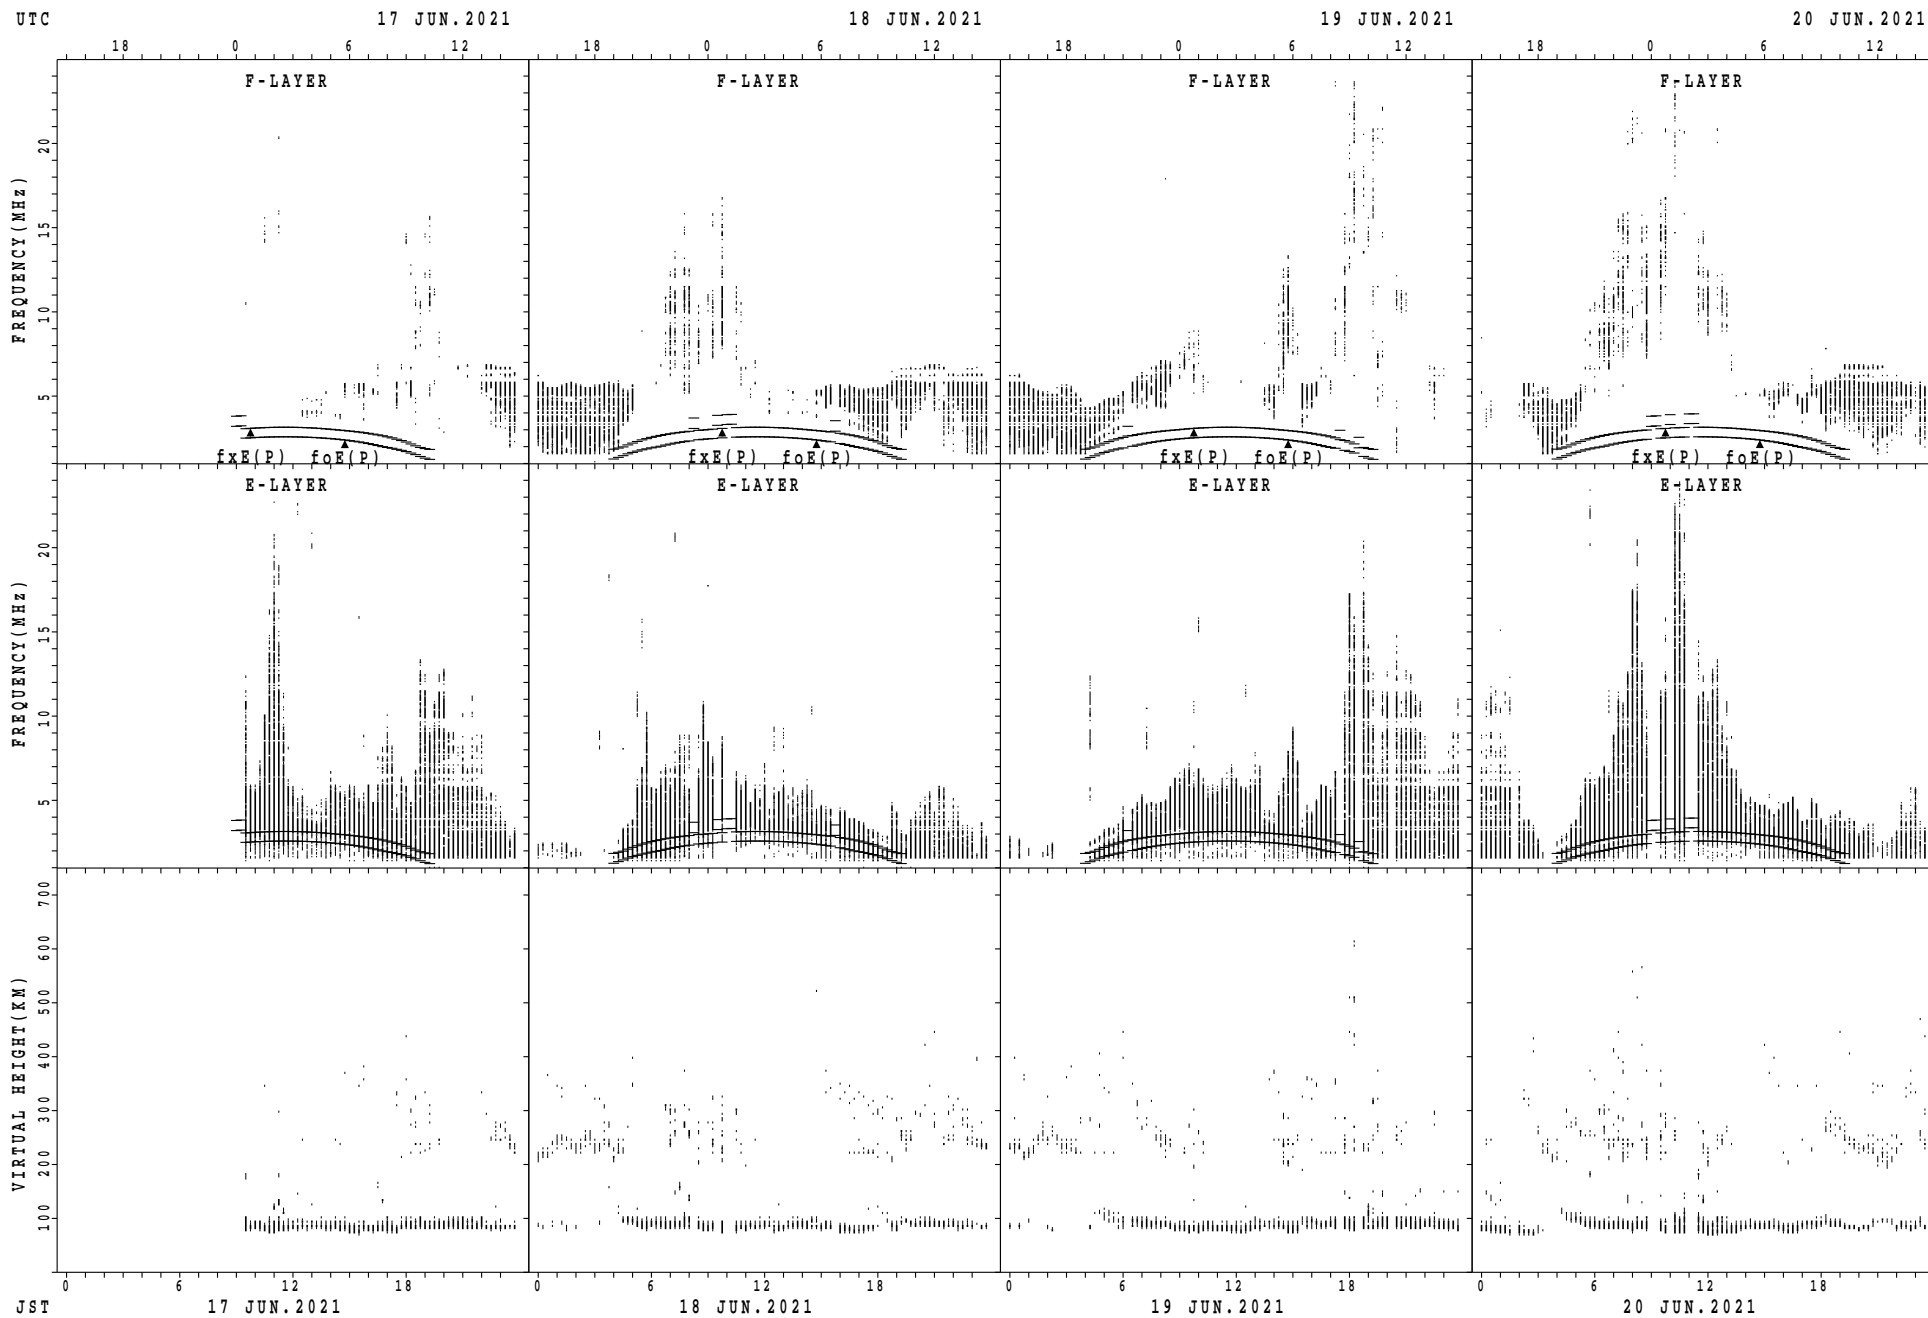 UTC 17 JUN.2021 18 JUN.2021 19 JUN.2021 20 JUN.2021
18 0 6 12 18 0 6 12 18 0 6 12 18 0 6 12
F-LAYER F-LAYER F-LAYER F-LAYER
FREQUENCY(MHz)
20
15
10
5
fxE(P) foE(P) fxE(P) foE(P) fxE(P) foE(P) fxE(P) foE(P)
E-LAYER E-LAYER E-LAYER E-LAYER
FREQUENCY(MHz)
20
15
10
5
VIRTUAL HEIGHT(KM)
700
600
500
400
300
200
100
0 6 12 18 0 6 12 18 0 6 12 18 0 6 12 18
JST 17 JUN.2021 18 JUN.2021 19 JUN.2021 20 JUN.2021